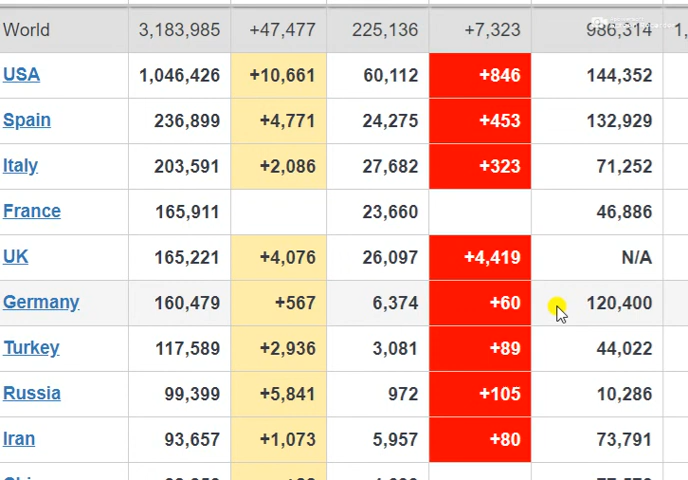 World 3,183,985 +47,477 225,136 +7,323 986,314 1,
USA 1,046,426 +10,661 60,112 +846 144,352
Spain 236,899 +4,771 24,275 +453 132,929
Italy 203,591 +2,086 27,682 +323 71,252
France 165,911 23,660 46,886
UK 165,221 +4,076 26,097 +4,419 N/A
Germany 160,479 +567 6,374 +60 120,400
Turkey 117,589 +2,936 3,081 +89 44,022
Russia 99,399 +5,841 972 +105 10,286
Iran 93,657 +1,073 5,957 +80 73,791